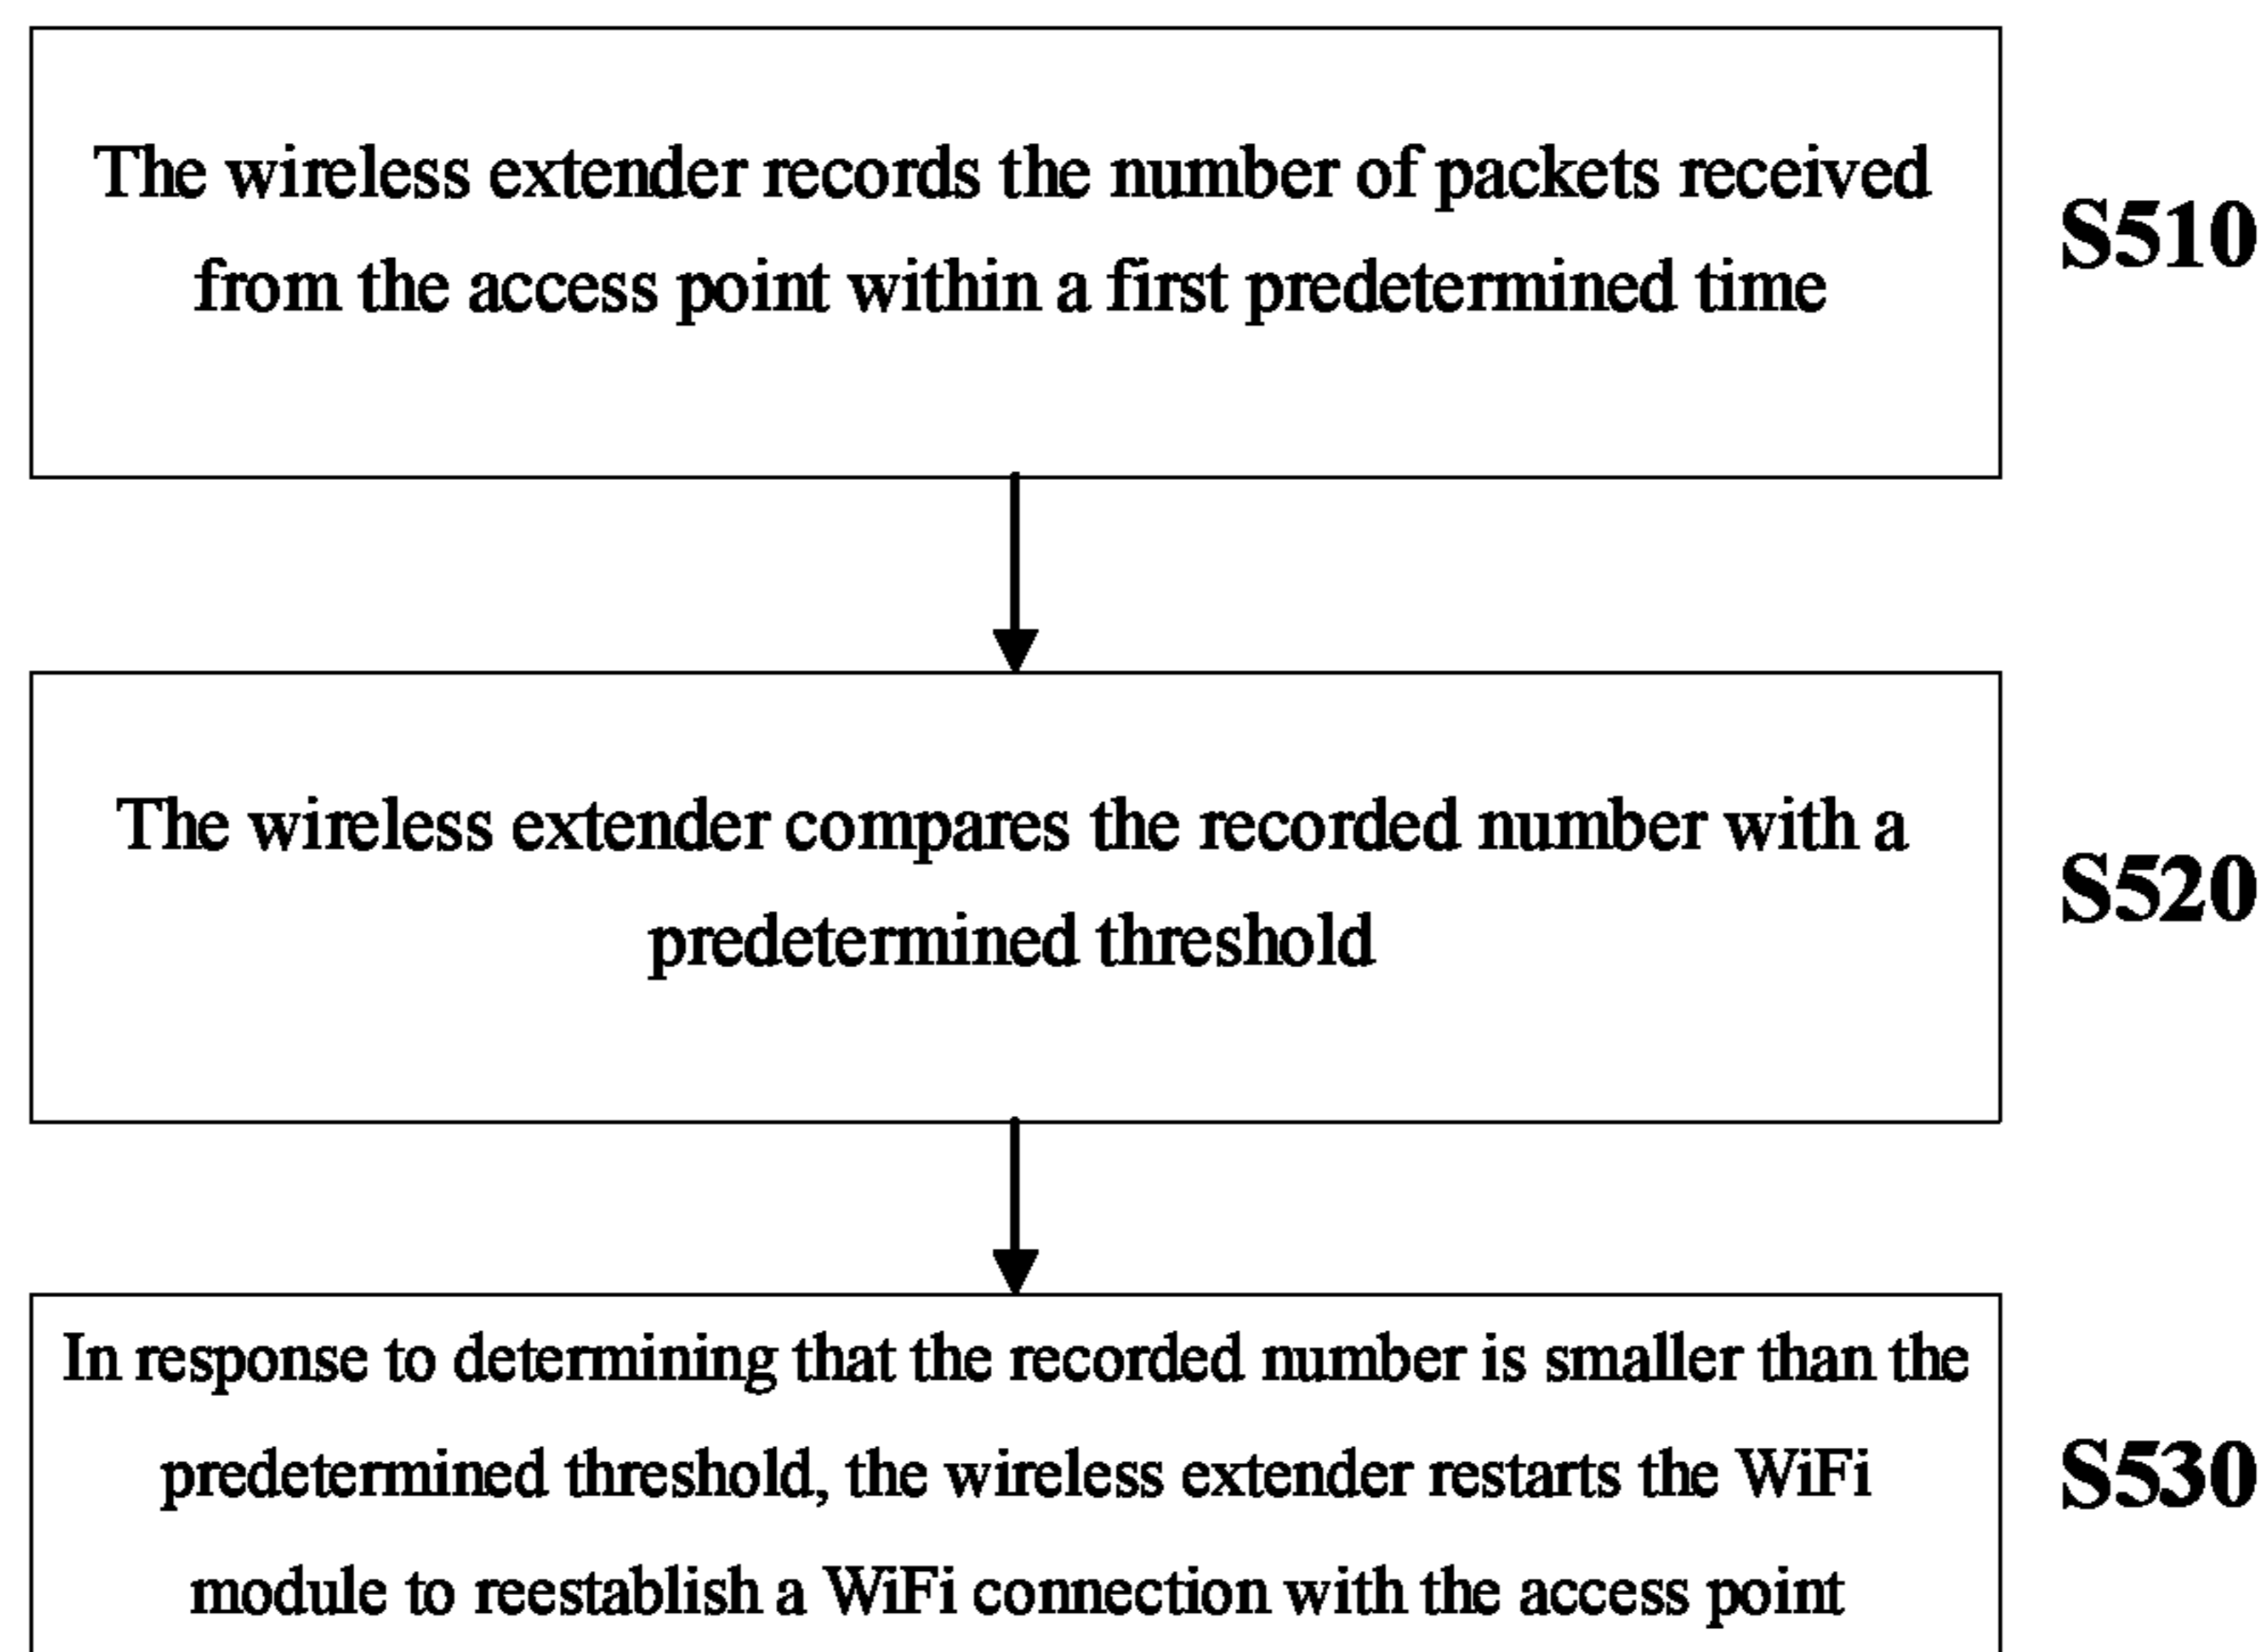 The wireless extender records the number of packets received
from the access point within a first predetermined time
S510
The wireless extender compares the recorded number with a
predetermined threshold
S520
In response to determining that the recorded number is smaller than the
predetermined threshold, the wireless extender restarts the WiFi
module to reestablish a WiFi connection with the access point
S530